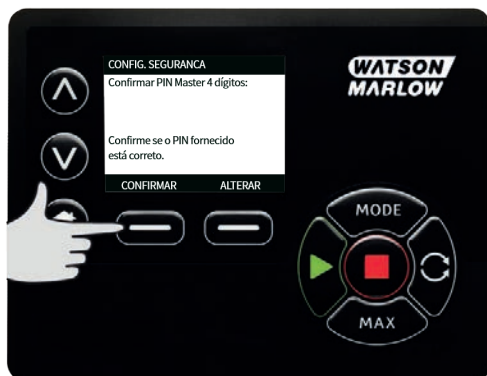 CONFIG. SEGURANCA
Confirmar PIN Master 4 dígitos:
Confirme se o PIN fornecido
está correto.
CONFIRMAR ALTERAR
WATSON
MARLOW
MODE
MAX